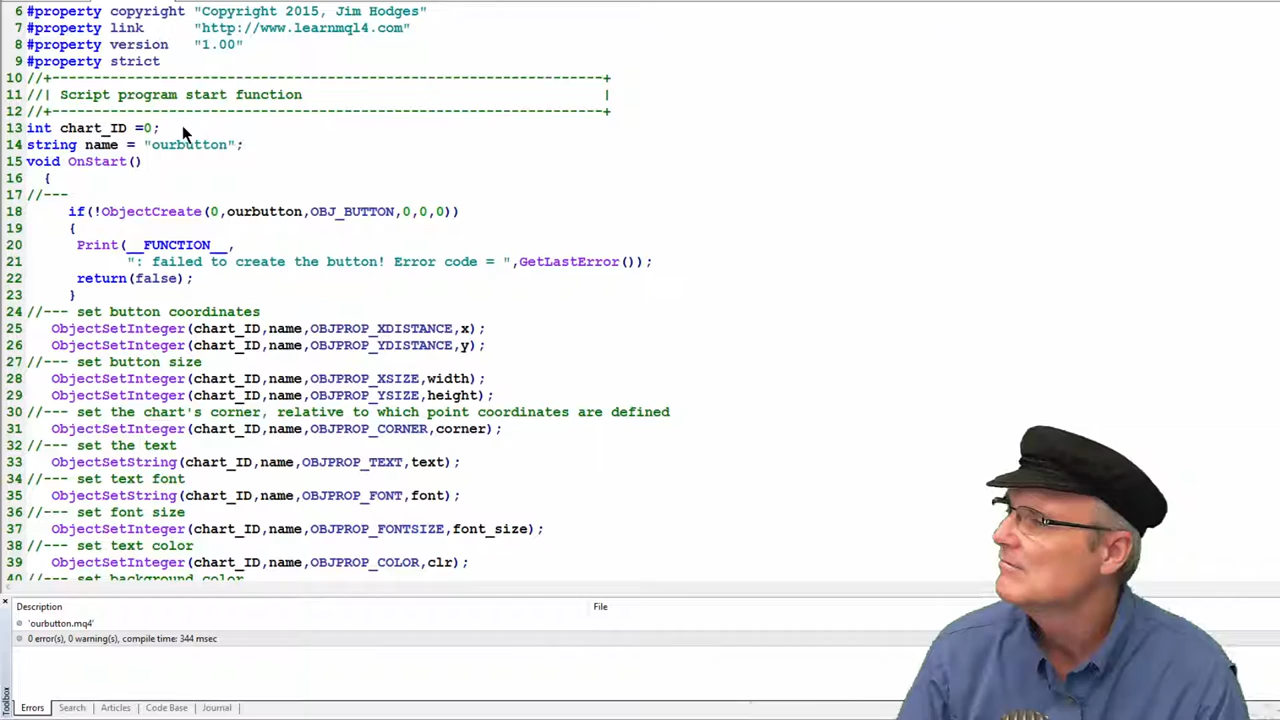 6 #property copyright "Copyright 2015, Jim Hodges"
7 #property link      "http://www.learnmql4.com"
8 #property version   "1.00"
9 #property strict
10 //+------------------------------------------------------------------+
11 //| Script program start function                                    |
12 //+------------------------------------------------------------------+
13 int chart_ID =0;
14 string name = "ourbutton";
15 void OnStart()
16   {
17 //---
18      if(!ObjectCreate(0,ourbutton,OBJ_BUTTON,0,0,0))
19      {
20       Print(__FUNCTION__,
21             ": failed to create the button! Error code = ",GetLastError());
22       return(false);
23      }
24 //--- set button coordinates
25    ObjectSetInteger(chart_ID,name,OBJPROP_XDISTANCE,x);
26    ObjectSetInteger(chart_ID,name,OBJPROP_YDISTANCE,y);
27 //--- set button size
28    ObjectSetInteger(chart_ID,name,OBJPROP_XSIZE,width);
29    ObjectSetInteger(chart_ID,name,OBJPROP_YSIZE,height);
30 //--- set the chart's corner, relative to which point coordinates are defined
31    ObjectSetInteger(chart_ID,name,OBJPROP_CORNER,corner);
32 //--- set the text
33    ObjectSetString(chart_ID,name,OBJPROP_TEXT,text);
34 //--- set text font
35    ObjectSetString(chart_ID,name,OBJPROP_FONT,font);
36 //--- set font size
37    ObjectSetInteger(chart_ID,name,OBJPROP_FONTSIZE,font_size);
38 //--- set text color
39    ObjectSetInteger(chart_ID,name,OBJPROP_COLOR,clr);
40 //--- set background color
Description File
'ourbutton.mq4'
0 error(s), 0 warning(s), compile time: 344 msec
Toolbox
Errors | Search | Articles | Code Base | Journal |